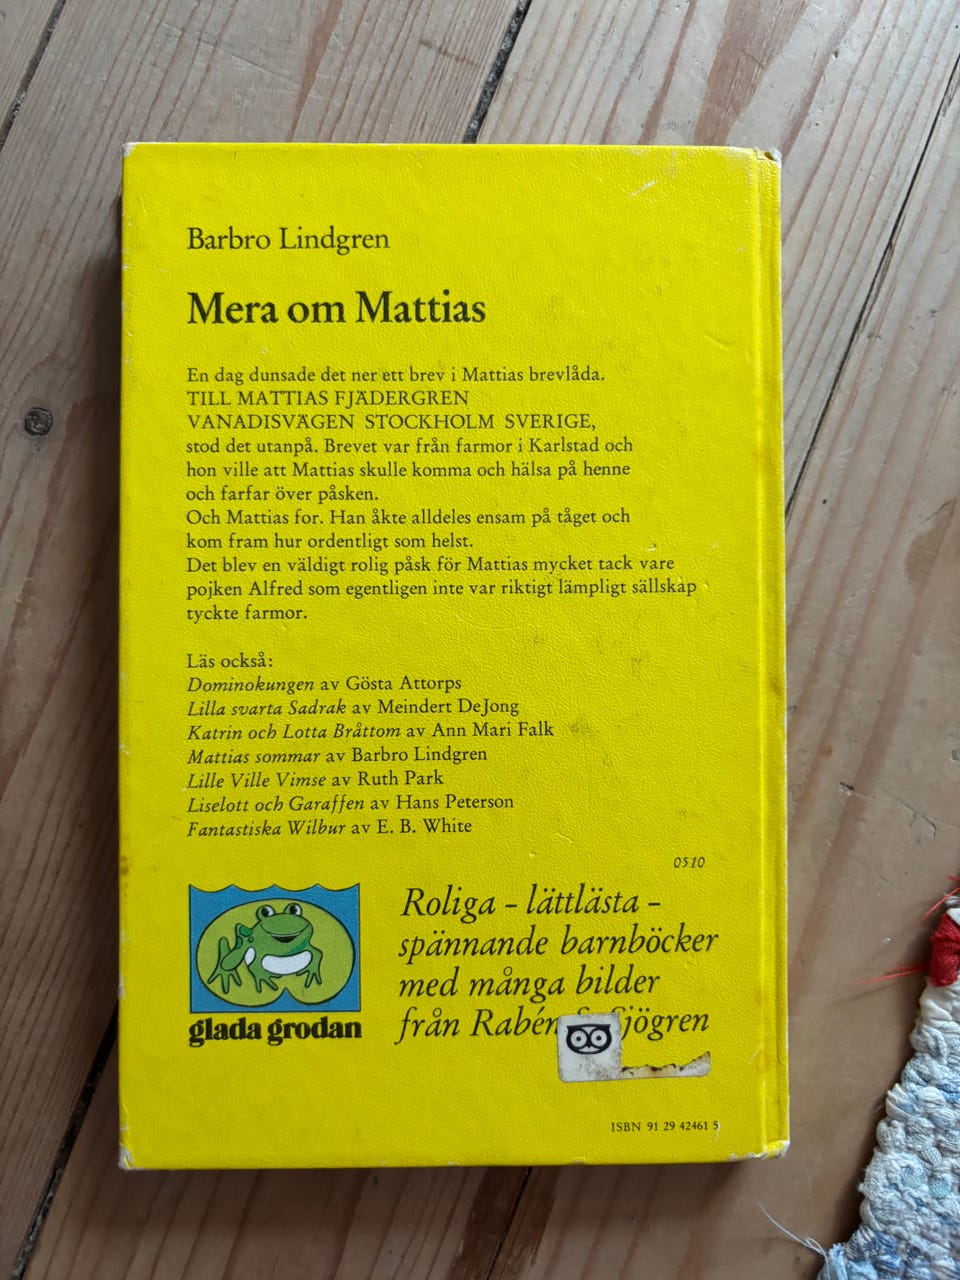 Barbro Lindgren
Mera om Mattias
En dag dunsade det ner ett brev i Mattias brevlåda.
TILL MATTIAS FJÄDERGREN
VANADISVÄGEN STOCKHOLM SVERIGE,
stod det utanpå. Brevet var från farmor i Karlstad och
hon ville att Mattias skulle komma och hälsa på henne
och farfar över påsken.
Och Mattias for. Han åkte alldeles ensam på tåget och
kom fram hur ordentligt som helst.
Det blev en väldigt rolig påsk för Mattias mycket tack vare
pojken Alfred som egentligen inte var riktigt lämpligt sällskap
tyckte farmor.
Läs också:
Dominokungen av Gösta Attorps
Lilla svarta Sadrak av Meindert DeJong
Katrin och Lotta Bråttom av Ann Mari Falk
Mattias sommar av Barbro Lindgren
Lille Ville Vimse av Ruth Park
Liselott och Garaffen av Hans Peterson
Fantastiska Wilbur av E. B. White
0510
Roliga – lättlästa –
spännande barnböcker
med många bilder
från Rabén & Sjögren
glada grodan
ISBN 91 29 42461 5